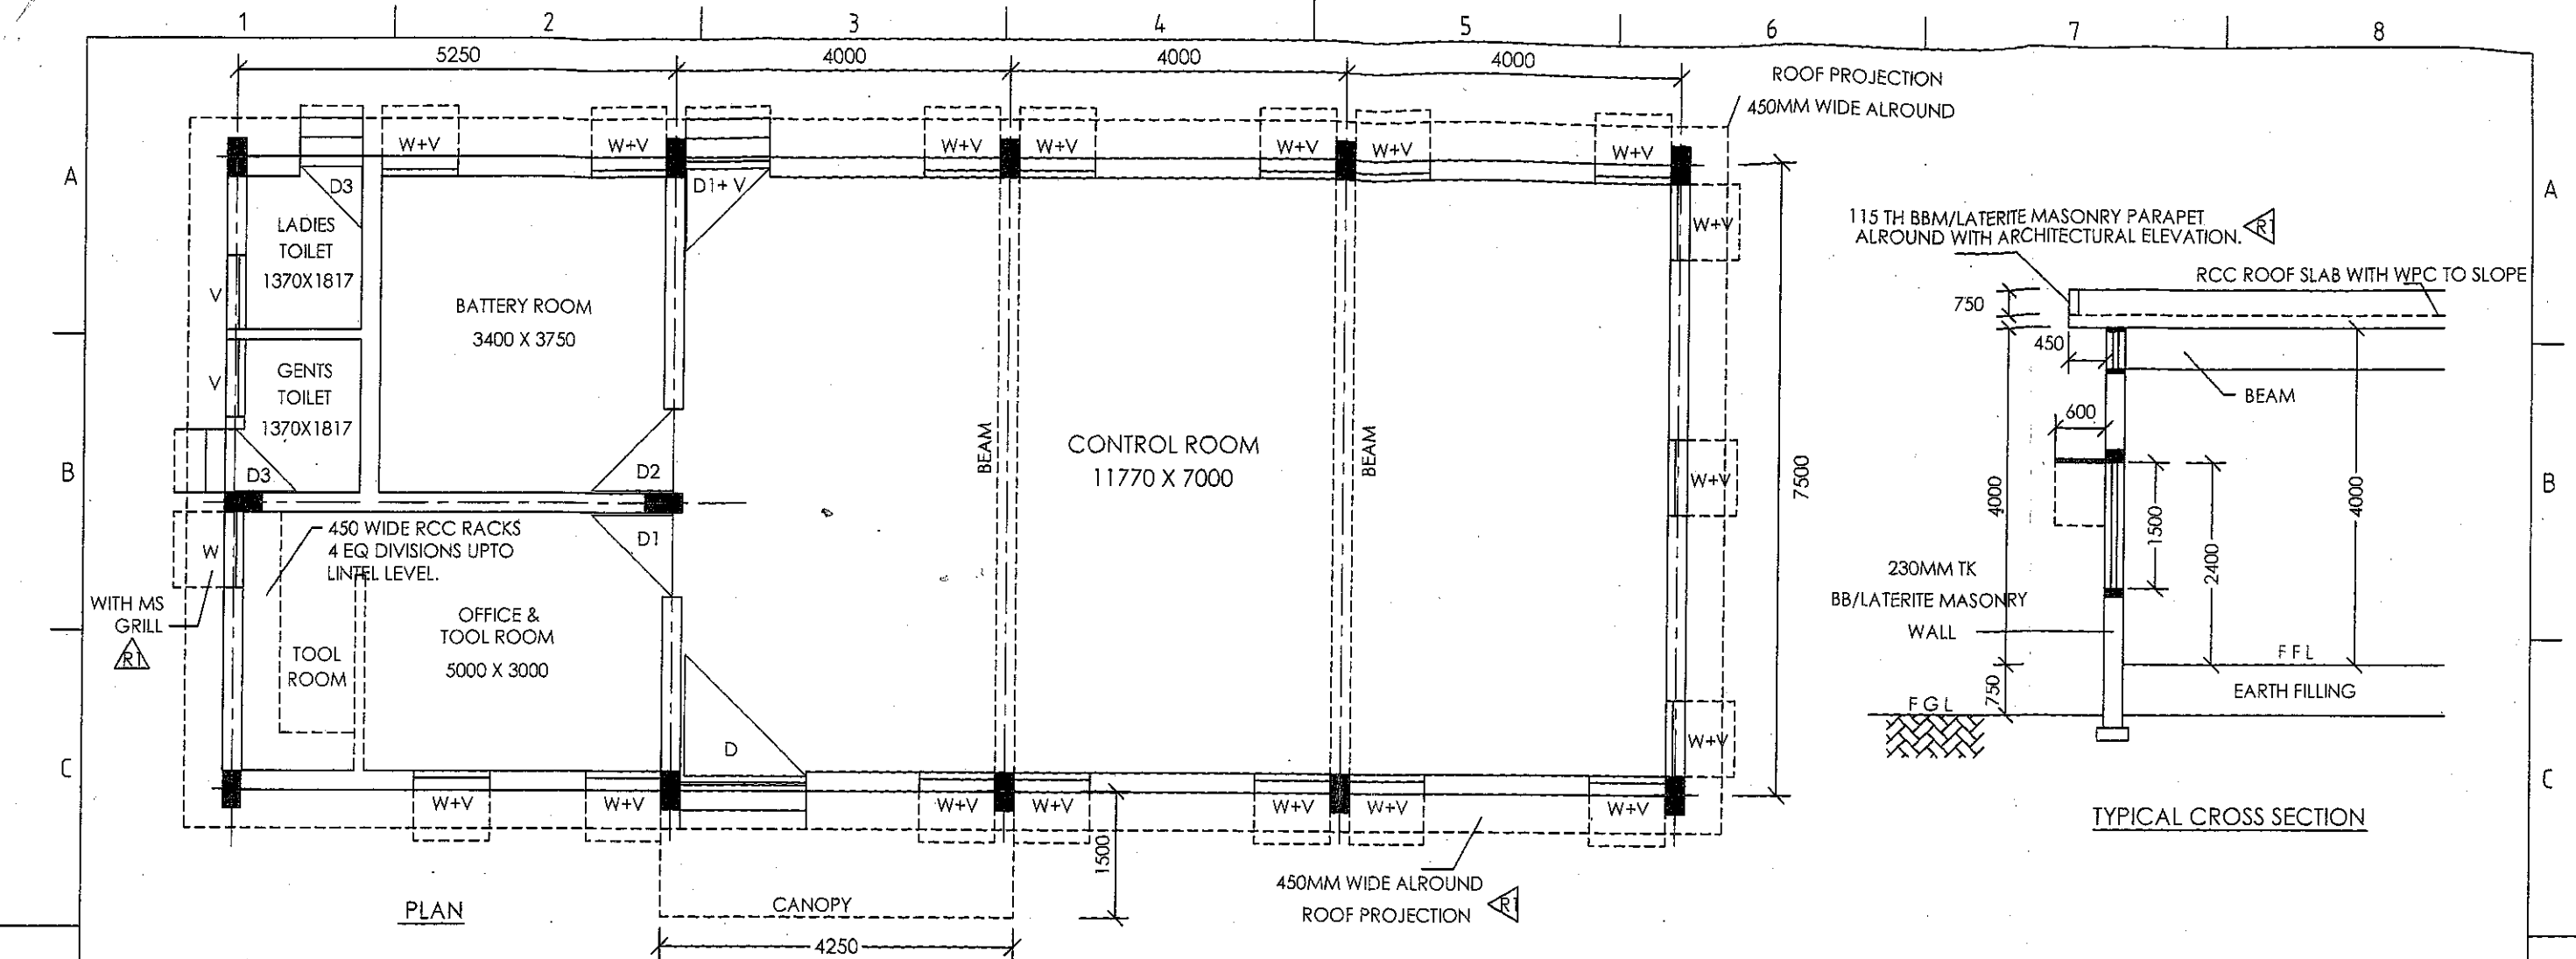 1 2 3 4 5 6 7 8
5250 4000 4000 4000
ROOF PROJECTION
450MM WIDE ALROUND
W+V W+V W+V W+V W+V W+V W+V
A A
D3 D1+ V
LADIES
TOILET
1370X1817
V
W+V
BATTERY ROOM
3400 X 3750
GENTS
TOILET
1370X1817
V
D3
D2
B B
BEAM
CONTROL ROOM
11770 X 7000
BEAM
W+V
7500
W
450 WIDE RCC RACKS
4 EQ DIVISIONS UPTO
LINTEL LEVEL.
D1
WITH MS
GRILL
R1
OFFICE &
TOOL ROOM
5000 X 3000
TOOL
ROOM
D
W+V
C C
W+V W+V W+V W+V W+V W+V W+V
1500
CANOPY
4250
450MM WIDE ALROUND
ROOF PROJECTION
R1
PLAN
115 TH BBM/LATERITE MASONRY PARAPET
ALROUND WITH ARCHITECTURAL ELEVATION.
R1
RCC ROOF SLAB WITH WPC TO SLOPE
750
450
BEAM
600
4000
1500
2400
4000
230MM TK
BB/LATERITE MASONRY
WALL
F F L
750
EARTH FILLING
F G L
TYPICAL CROSS SECTION